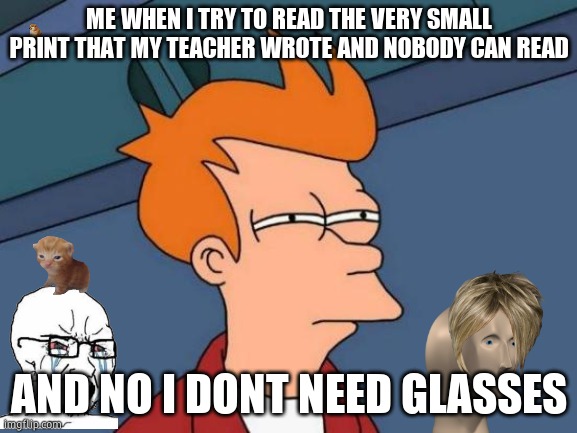 ME WHEN I TRY TO READ THE VERY SMALL
PRINT THAT MY TEACHER WROTE AND NOBODY CAN READ
AND NO I DONT NEED GLASSES
imgflip.com